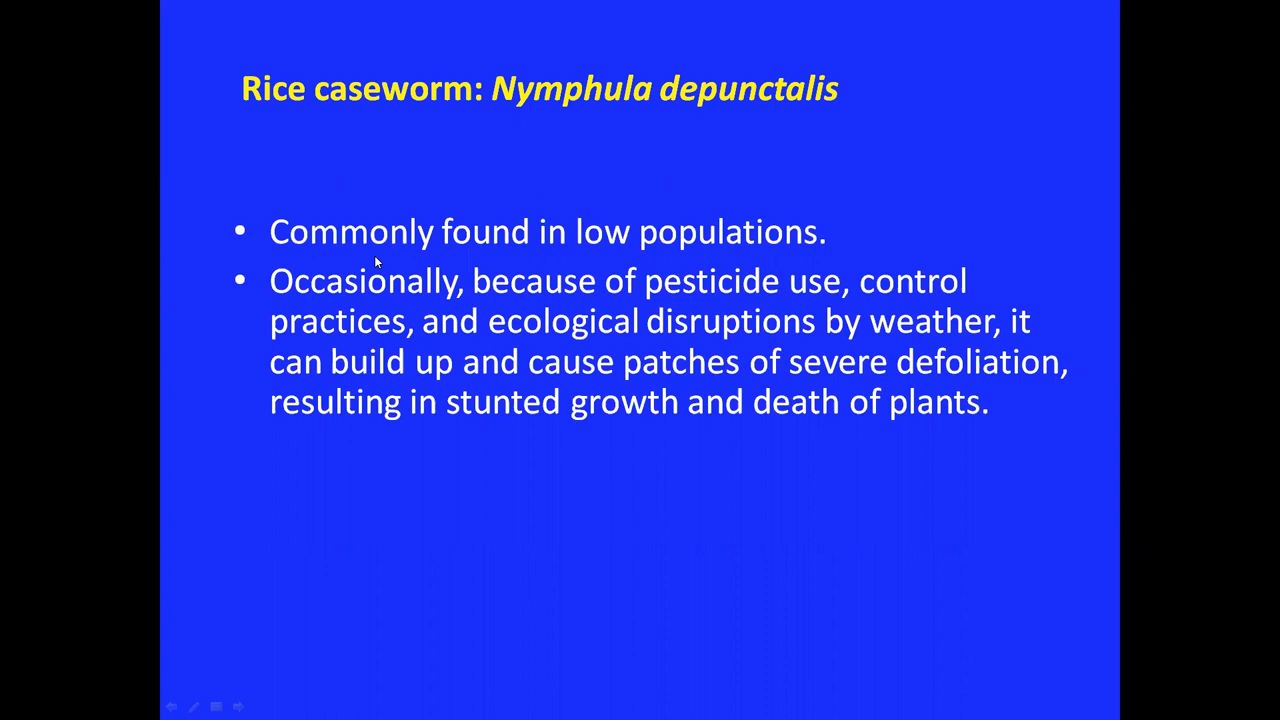 Rice caseworm: Nymphula depunctalis
• Commonly found in low populations.
• Occasionally, because of pesticide use, control
practices, and ecological disruptions by weather, it
can build up and cause patches of severe defoliation,
resulting in stunted growth and death of plants.